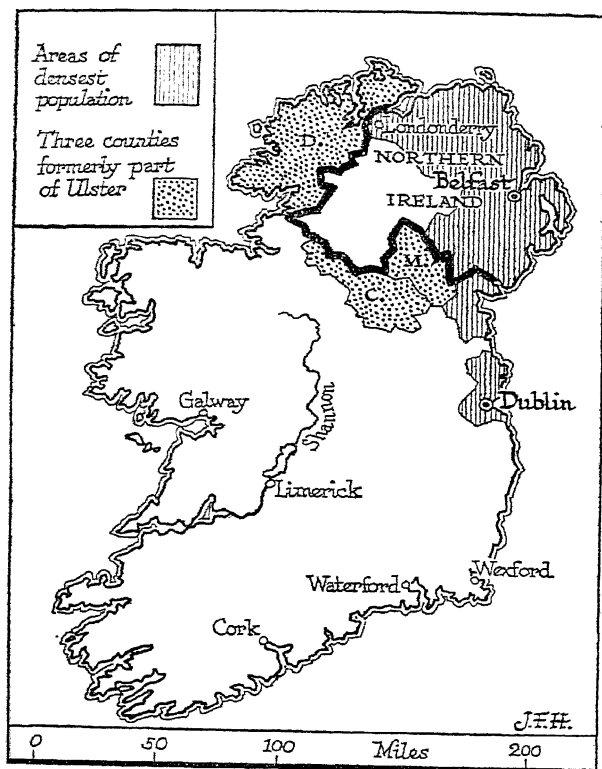 Areas of
densest
population
Three counties
formerly part
of Ulster
D.
Londonderry
NORTHERN
Belfast
IRELAND
M.
C.
Galway
Shannon
Dublin
Limerick
Waterford
Wexford
Cork
J.F.H.
0 50 100 Miles 200